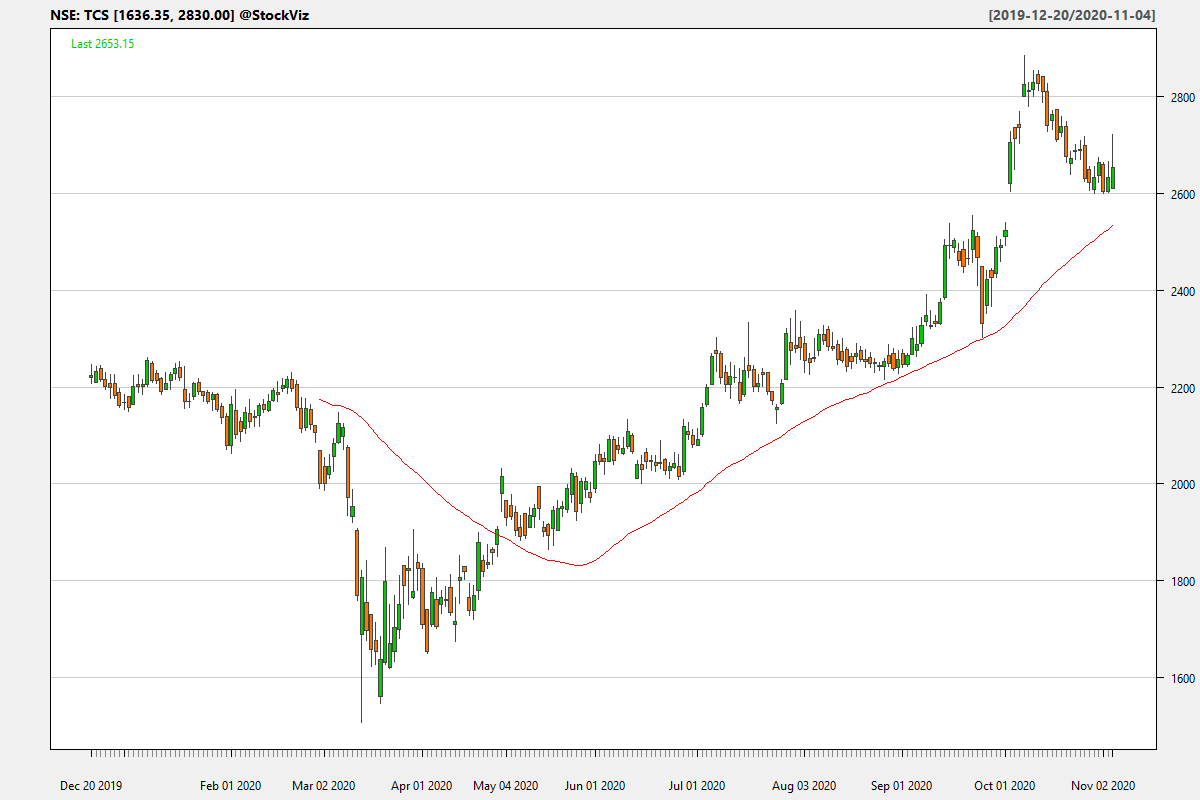 NSE: TCS [1636.35, 2830.00] @StockViz [2019-12-20/2020-11-04]
Last 2653.15
2800
2600
2400
2200
2000
1800
1600
Dec 20 2019 Feb 01 2020 Mar 02 2020 Apr 01 2020 May 04 2020 Jun 01 2020 Jul 01 2020 Aug 03 2020 Sep 01 2020 Oct 01 2020 Nov 02 2020